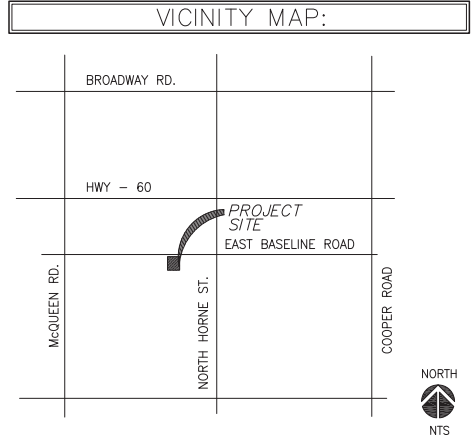 VICINITY MAP:
BROADWAY RD.
HWY - 60
PROJECT
SITE
EAST BASELINE ROAD
McQUEEN RD.
NORTH HORNE ST.
COOPER ROAD
NORTH
NTS